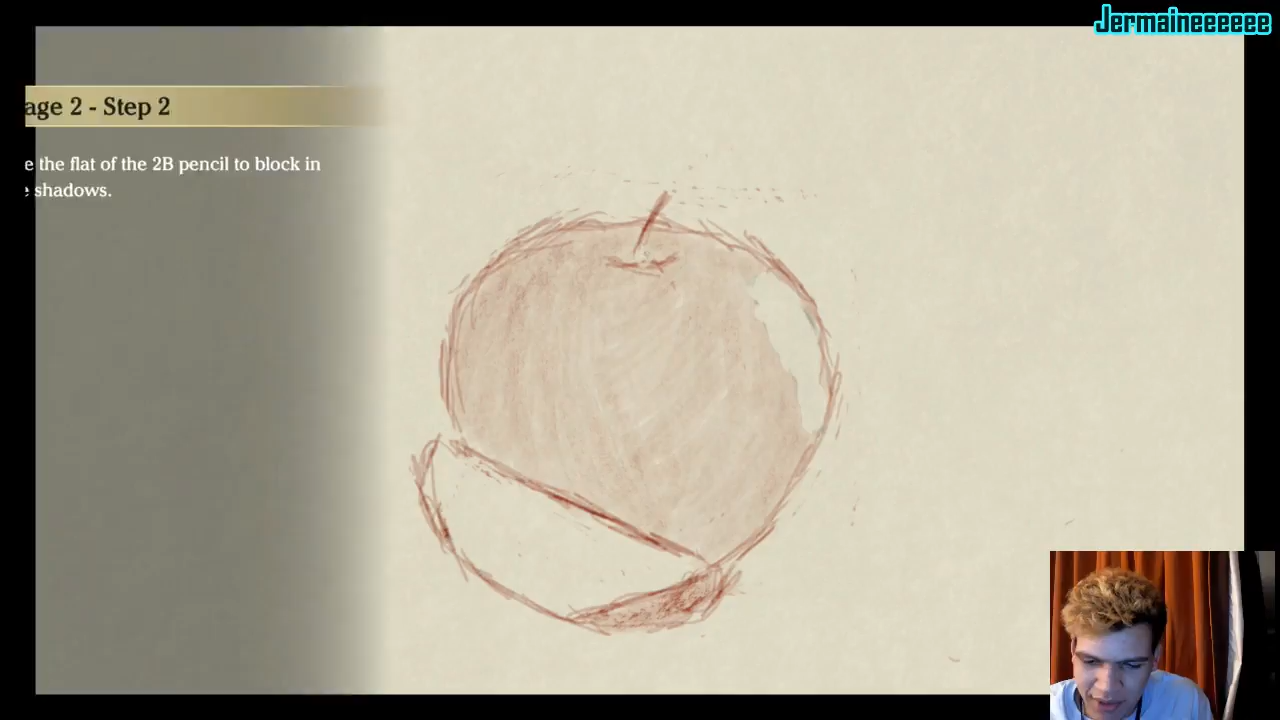 Jermaineeeeee
age 2 - Step 2
e the flat of the 2B pencil to block in
shadows.